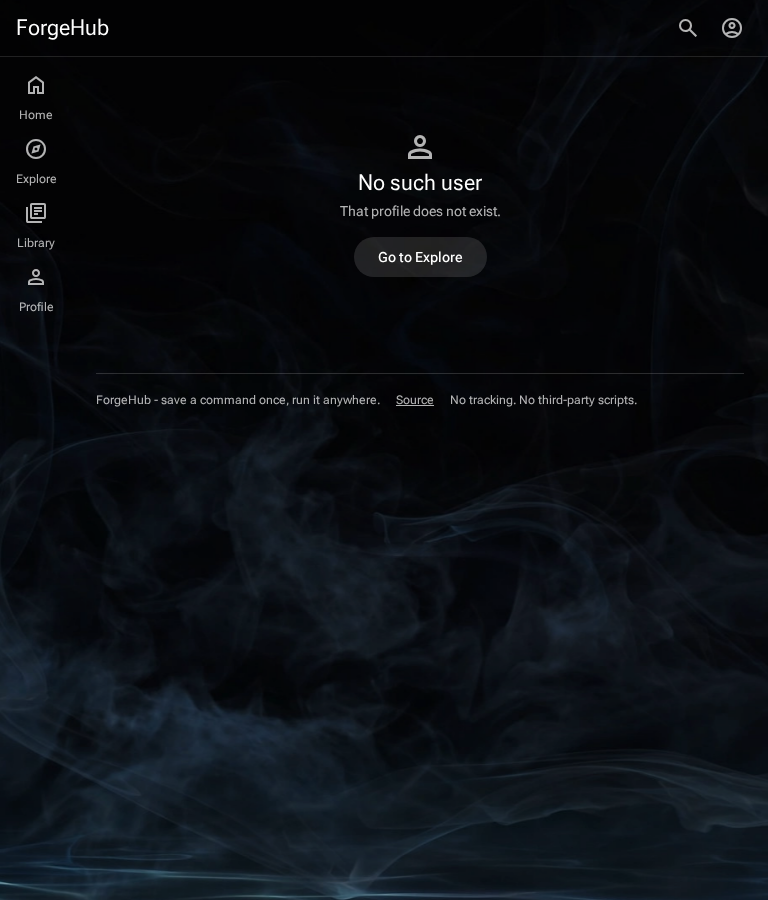 ForgeHub
Home
Explore
Library
Profile
No such user
That profile does not exist.
Go to Explore
ForgeHub - save a command once, run it anywhere. Source No tracking. No third-party scripts.